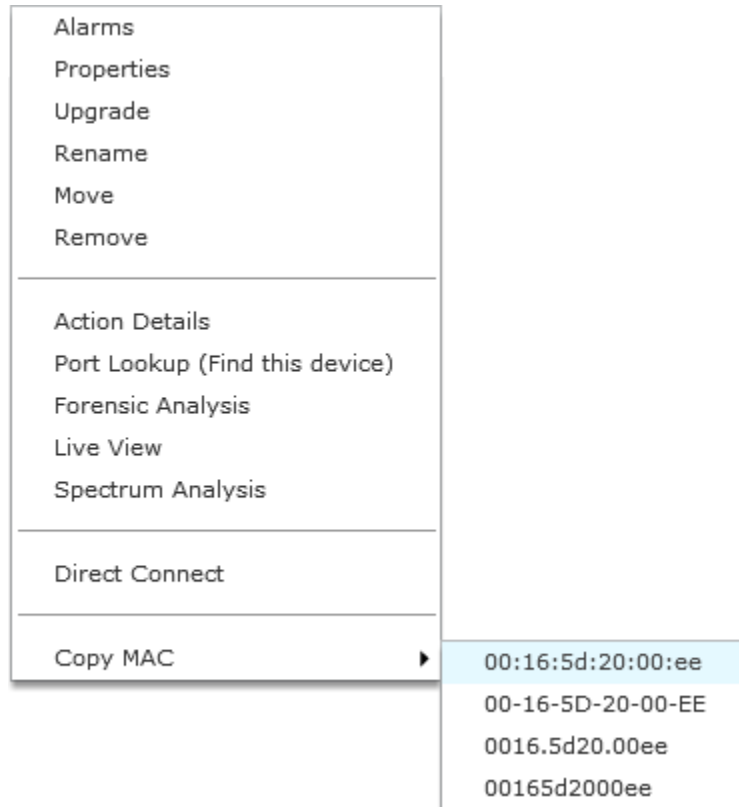 Alarms
Properties
Upgrade
Rename
Move
Remove
Action Details
Port Lookup (Find this device)
Forensic Analysis
Live View
Spectrum Analysis
Direct Connect
Copy MAC
00:16:5d:20:00:ee
00-16-5D-20-00-EE
0016.5d20.00ee
00165d2000ee